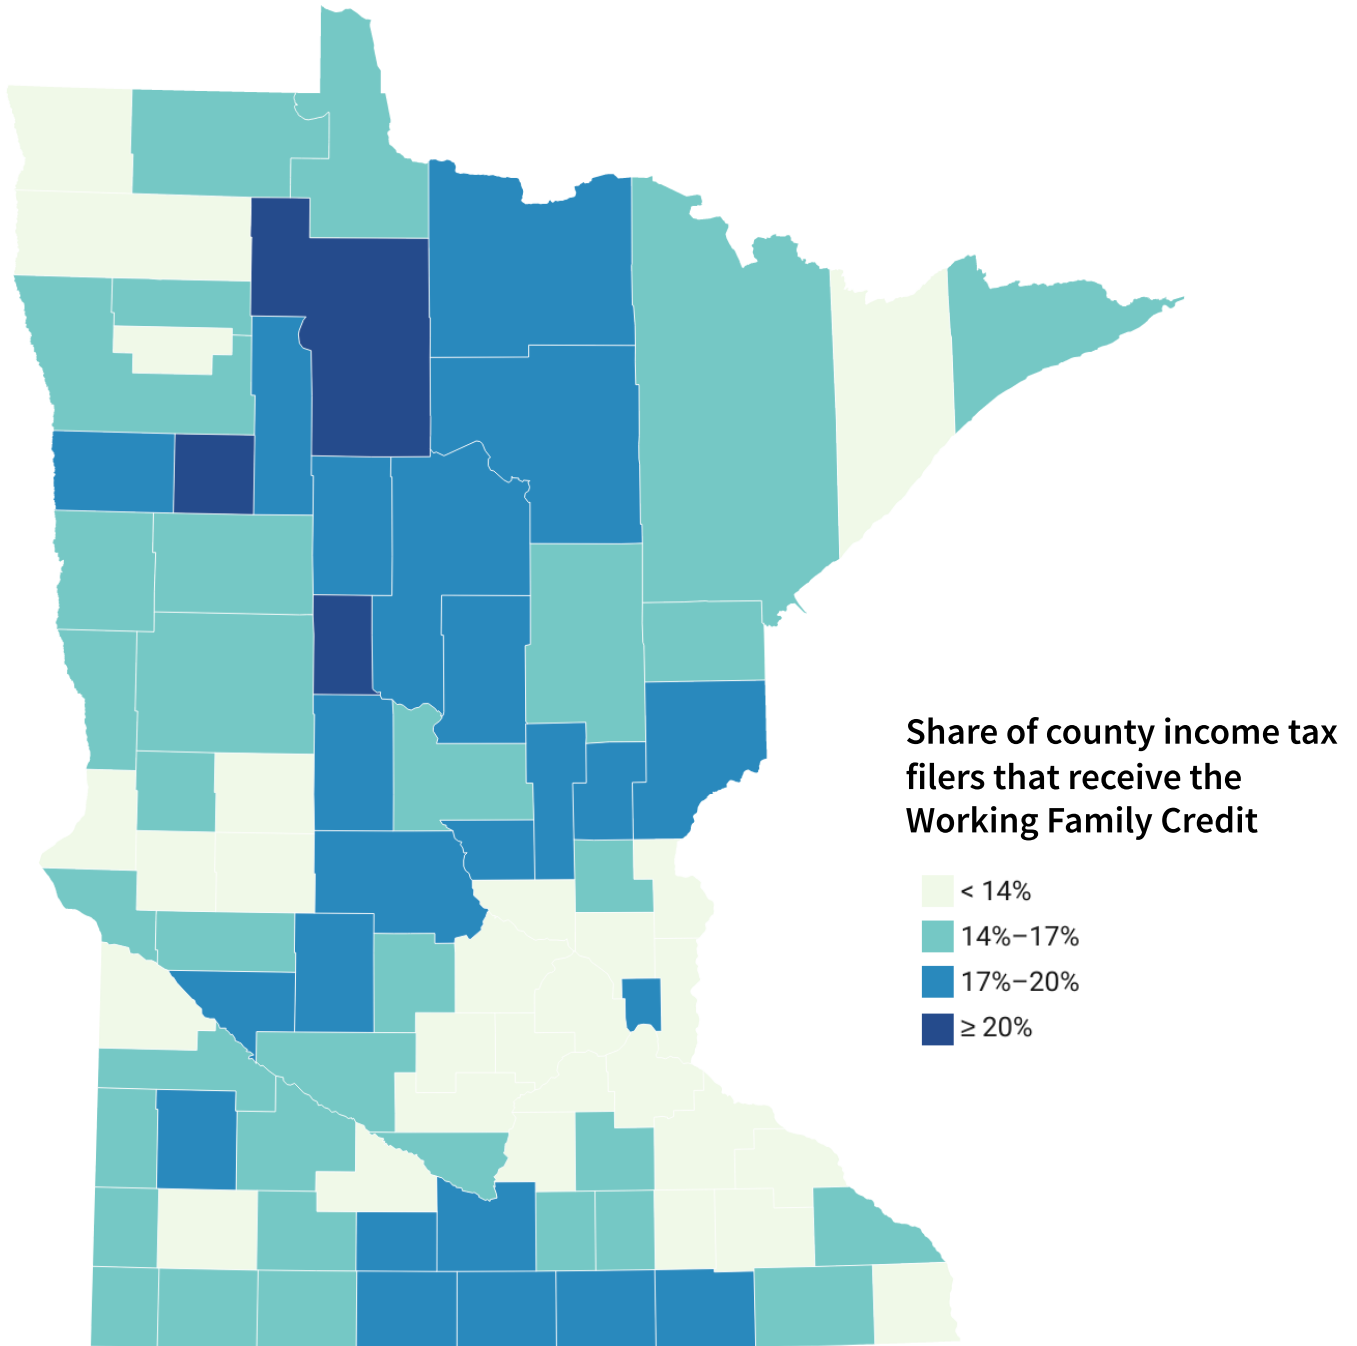 Share of county income tax
filers that receive the
Working Family Credit
< 14%
14%–17%
17%–20%
≥ 20%